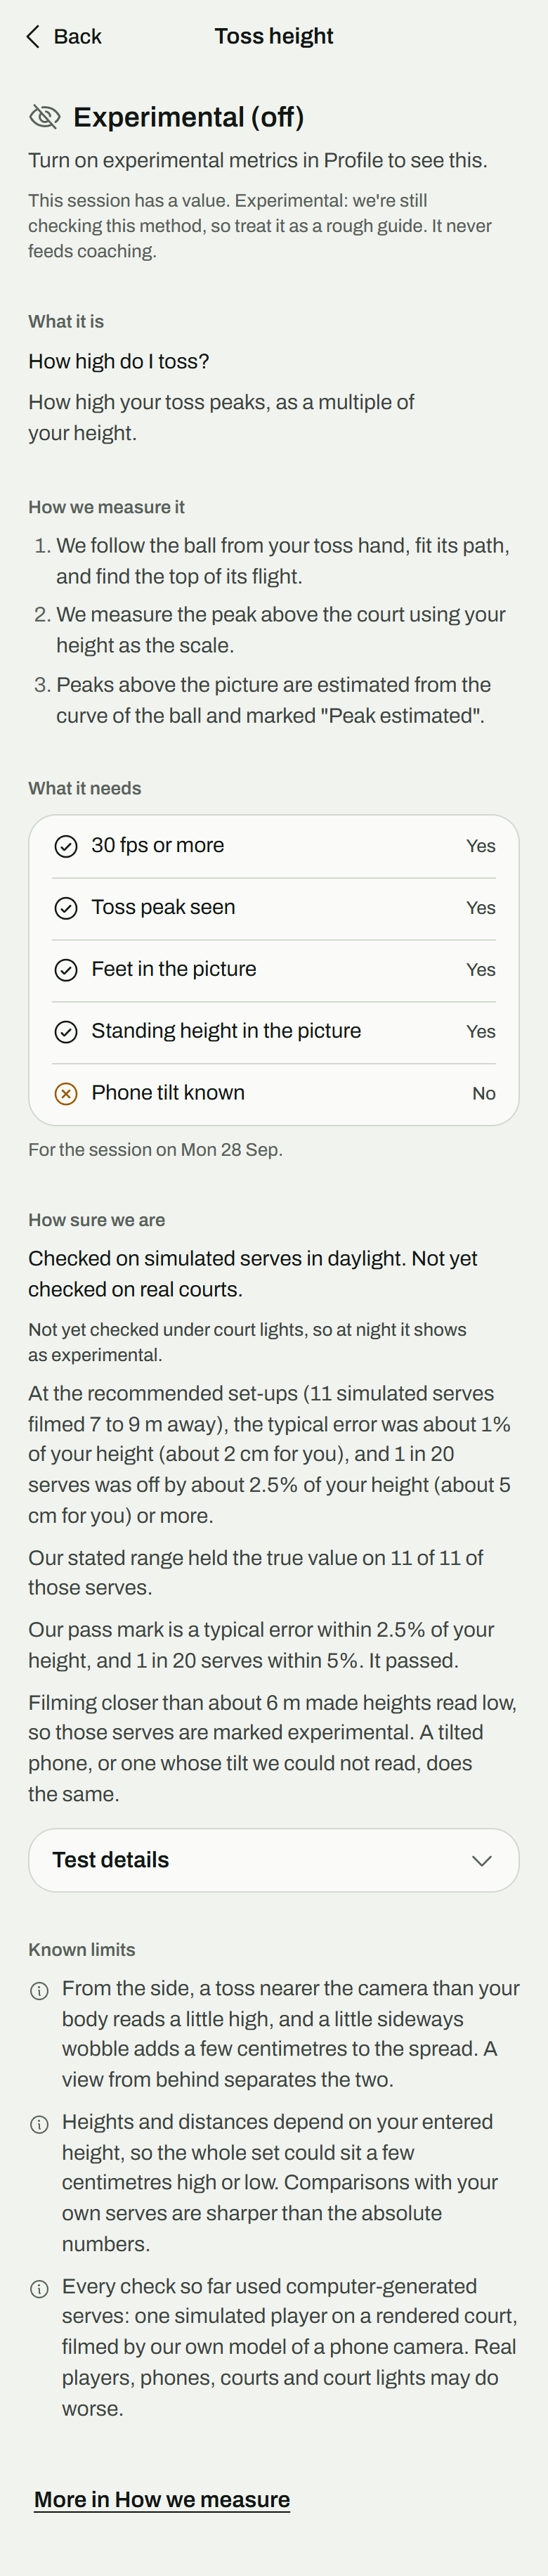 Back
Toss height
Experimental (off)
Turn on experimental metrics in Profile to see this.
This session has a value. Experimental: we're still
checking this method, so treat it as a rough guide. It never
feeds coaching.
What it is
How high do I toss?
How high your toss peaks, as a multiple of
your height.
How we measure it
1. We follow the ball from your toss hand, fit its path,
and find the top of its flight.
2. We measure the peak above the court using your
height as the scale.
3. Peaks above the picture are estimated from the
curve of the ball and marked "Peak estimated".
What it needs
30 fps or more Yes
Toss peak seen Yes
Feet in the picture Yes
Standing height in the picture Yes
Phone tilt known No
For the session on Mon 28 Sep.
How sure we are
Checked on simulated serves in daylight. Not yet
checked on real courts.
Not yet checked under court lights, so at night it shows
as experimental.
At the recommended set-ups (11 simulated serves
filmed 7 to 9 m away), the typical error was about 1%
of your height (about 2 cm for you), and 1 in 20
serves was off by about 2.5% of your height (about 5
cm for you) or more.
Our stated range held the true value on 11 of 11 of
those serves.
Our pass mark is a typical error within 2.5% of your
height, and 1 in 20 serves within 5%. It passed.
Filming closer than about 6 m made heights read low,
so those serves are marked experimental. A tilted
phone, or one whose tilt we could not read, does
the same.
Test details
Known limits
From the side, a toss nearer the camera than your
body reads a little high, and a little sideways
wobble adds a few centimetres to the spread. A
view from behind separates the two.
Heights and distances depend on your entered
height, so the whole set could sit a few
centimetres high or low. Comparisons with your
own serves are sharper than the absolute
numbers.
Every check so far used computer-generated
serves: one simulated player on a rendered court,
filmed by our own model of a phone camera. Real
players, phones, courts and court lights may do
worse.
More in How we measure